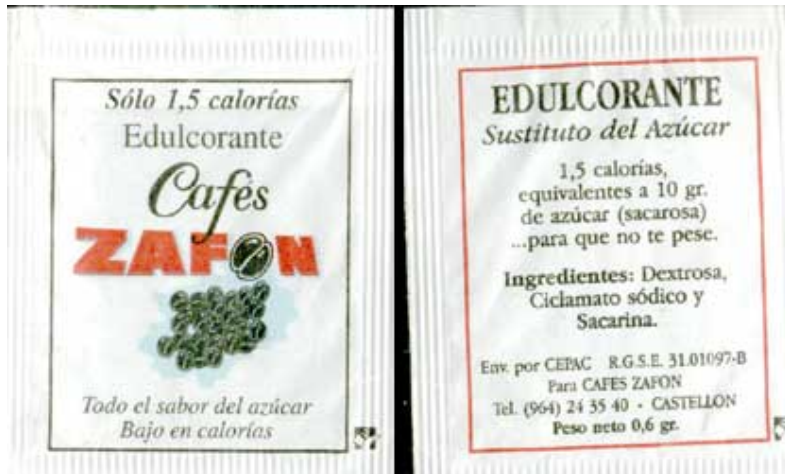 Sólo 1,5 calorías
Edulcorante
Cafés
ZAFON
Todo el sabor del azúcar
Bajo en calorías
EDULCORANTE
Sustituto del Azúcar
1,5 calorías,
equivalentes a 10 gr.
de azúcar (sacarosa)
...para que no te pese.
Ingredientes: Dextrosa,
Ciclamato sódico y
Sacarina.
Env. por CEPAC R.G.S.E. 31.01097-B
Para CAFES ZAFON
Tel. (964) 24 35 40 - CASTELLON
Peso neto 0,6 gr.